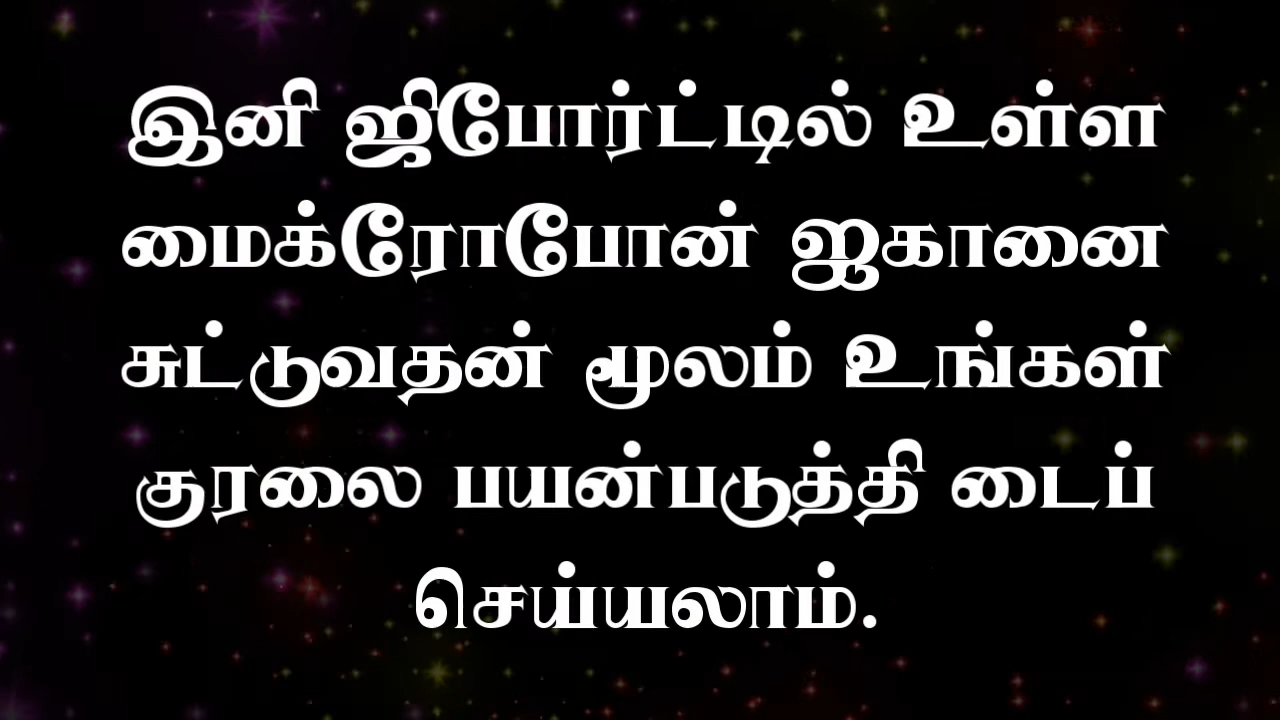 இனி ஜிபோர்ட்டில் உள்ள
மைக்ரோபோன் ஐகானை
சுட்டுவதன் மூலம் உங்கள்
குரலை பயன்படுத்தி டைப்
செய்யலாம்.